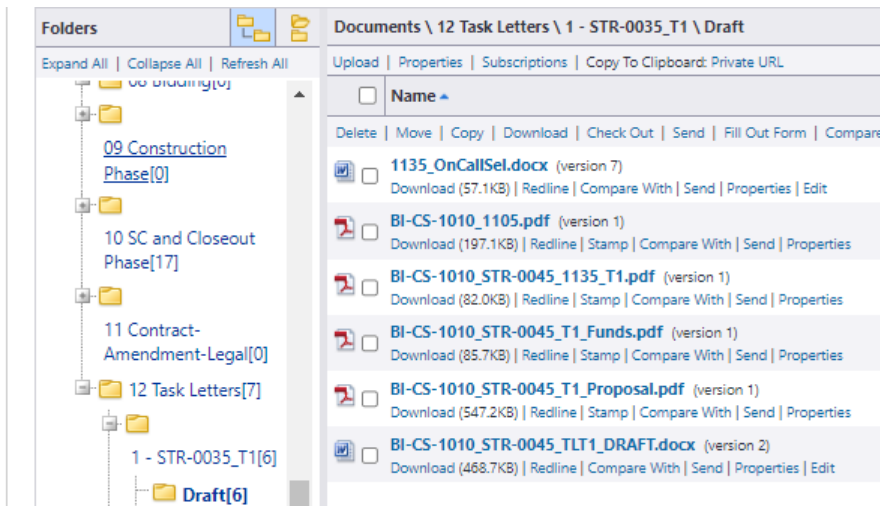 Folders
Expand All | Collapse All | Refresh All
08 Bidding[0]
09 Construction
Phase[0]
10 SC and Closeout
Phase[17]
11 Contract-
Amendment-Legal[0]
12 Task Letters[7]
1 - STR-0035_T1[6]
Draft[6]
Documents \ 12 Task Letters \ 1 - STR-0035_T1 \ Draft
Upload | Properties | Subscriptions | Copy To Clipboard: Private URL
Name
Delete | Move | Copy | Download | Check Out | Send | Fill Out Form | Compare
1135_OnCallSel.docx (version 7)
Download (57.1KB) | Redline | Compare With | Send | Properties | Edit
BI-CS-1010_1105.pdf (version 1)
Download (197.1KB) | Redline | Stamp | Compare With | Send | Properties
BI-CS-1010_STR-0045_1135_T1.pdf (version 1)
Download (82.0KB) | Redline | Stamp | Compare With | Send | Properties
BI-CS-1010_STR-0045_T1_Funds.pdf (version 1)
Download (85.7KB) | Redline | Stamp | Compare With | Send | Properties
BI-CS-1010_STR-0045_T1_Proposal.pdf (version 1)
Download (547.2KB) | Redline | Stamp | Compare With | Send | Properties
BI-CS-1010_STR-0045_TLT1_DRAFT.docx (version 2)
Download (468.7KB) | Redline | Compare With | Send | Properties | Edit